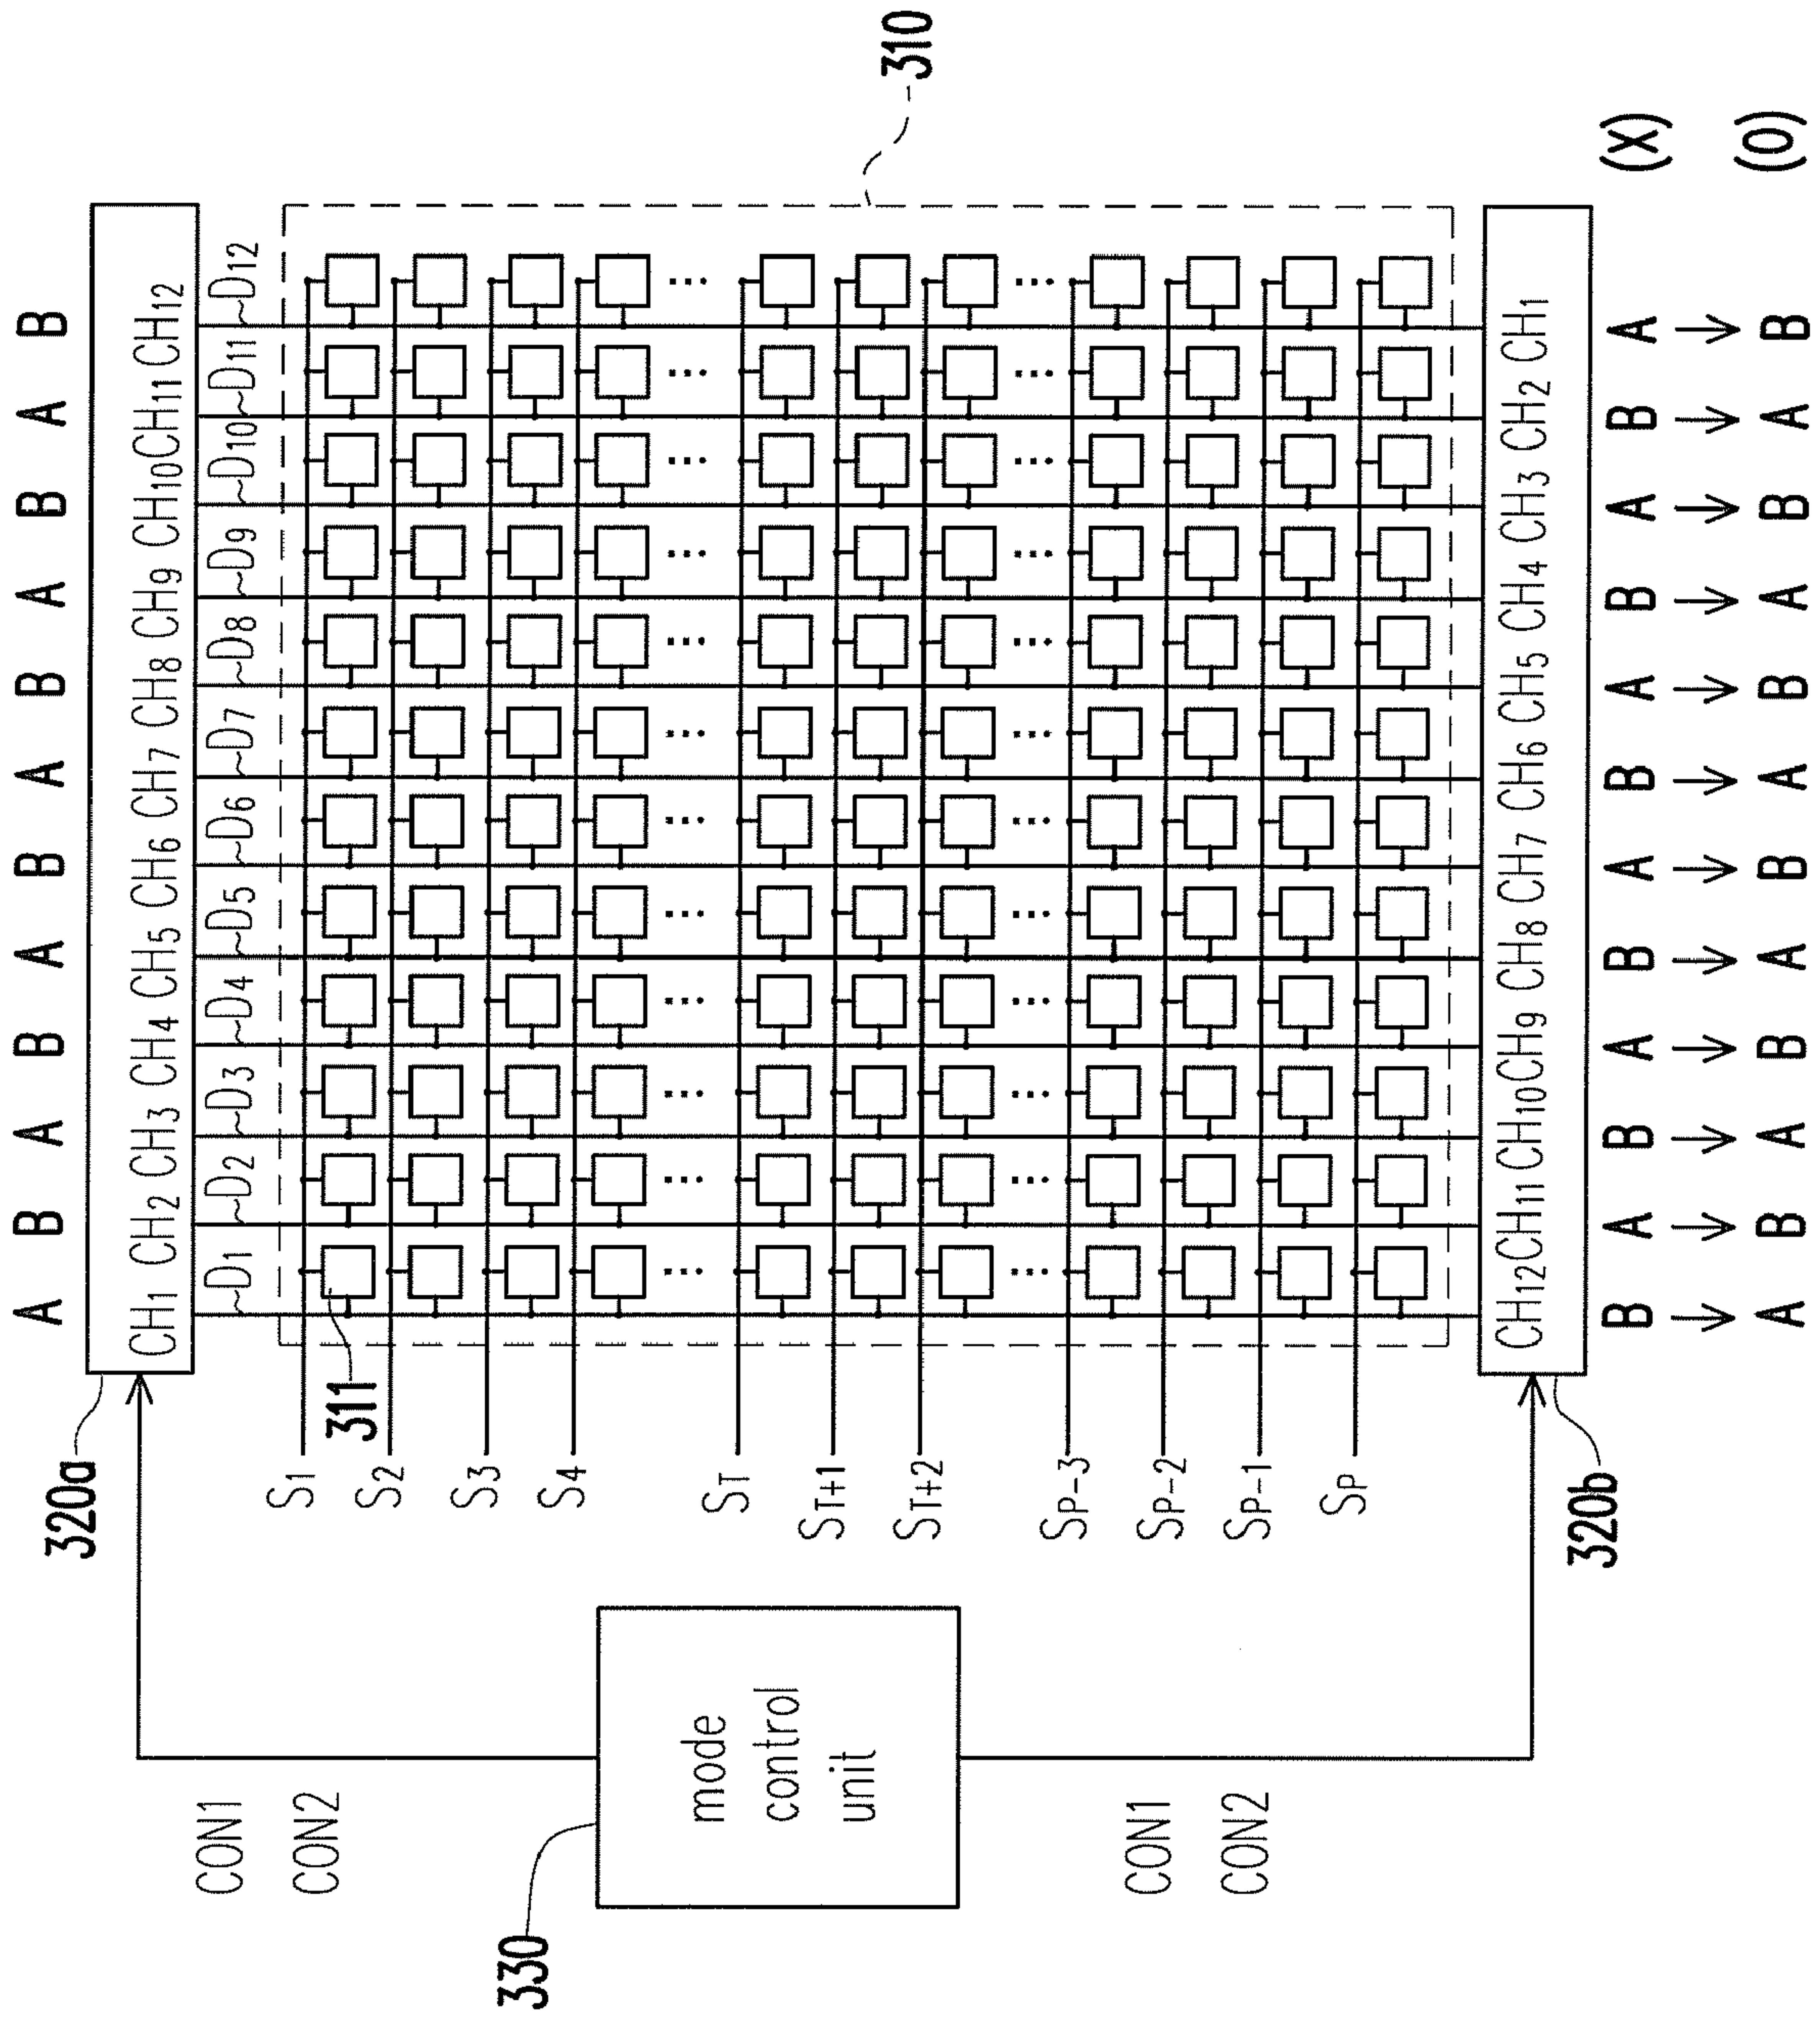 A B A B A B A B A B A B
320a
CH1 CH2 CH3 CH4 CH5 CH6 CH7 CH8 CH9 CH10 CH11 CH12
CON1
CON2
D1 D2 D3 D4 D5 D6 D7 D8 D9 D10 D11 D12
S1
311
S2
S3
S4
330
mode
control
unit
ST
ST+1
ST+2
310
SP-3
SP-2
SP-1
SP
CON1
CON2
CH12 CH11 CH10 CH9 CH8 CH7 CH6 CH5 CH4 CH3 CH2 CH1
320b
B A B A B A B A B A B A (X)
A B A B A B A B A B A B (O)